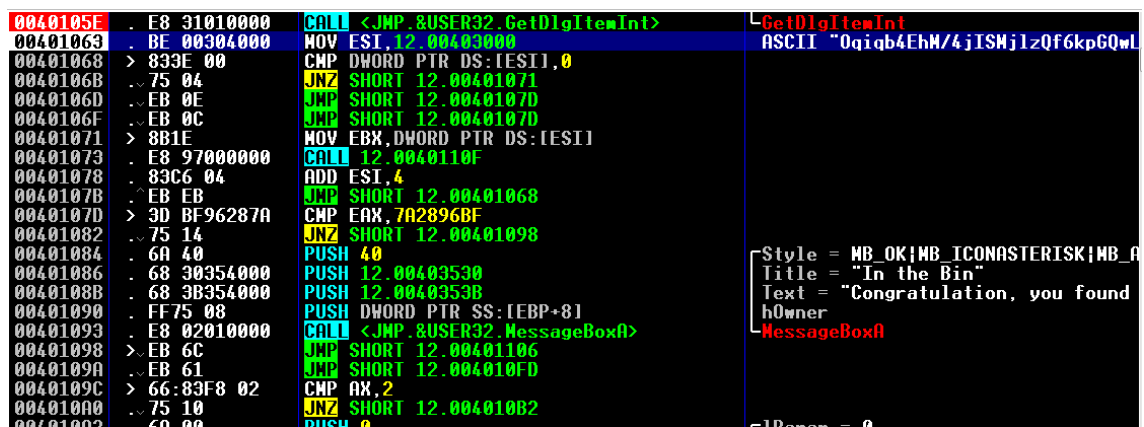 0040105E . E8 31010000 CALL <JMP.&USER32.GetDlgItemInt> GetDlgItemInt
00401063 . BE 00304000 MOV ESI,12.00403000 ASCII "Oqiqb4EhM/4jISMjlzQf6kpGQwL
00401068 > 833E 00 CMP DWORD PTR DS:[ESI],0
0040106B .˅75 04 JNZ SHORT 12.00401071
0040106D .˅EB 0E JMP SHORT 12.0040107D
0040106F .˅EB 0C JMP SHORT 12.0040107D
00401071 > 8B1E MOV EBX,DWORD PTR DS:[ESI]
00401073 . E8 97000000 CALL 12.0040110F
00401078 . 83C6 04 ADD ESI,4
0040107B .^EB EB JMP SHORT 12.00401068
0040107D > 3D BF96287A CMP EAX,7A2896BF
00401082 .˅75 14 JNZ SHORT 12.00401098
00401084 . 6A 40 PUSH 40 Style = MB_OK|MB_ICONASTERISK|MB_A
00401086 . 68 30354000 PUSH 12.00403530 Title = "In the Bin"
0040108B . 68 3B354000 PUSH 12.0040353B Text = "Congratulation, you found
00401090 . FF75 08 PUSH DWORD PTR SS:[EBP+8] hOwner
00401093 . E8 02010000 CALL <JMP.&USER32.MessageBoxA> MessageBoxA
00401098 >˅EB 6C JMP SHORT 12.00401106
0040109A .˅EB 61 JMP SHORT 12.004010FD
0040109C > 66:83F8 02 CMP AX,2
004010A0 .˅75 10 JNZ SHORT 12.004010B2